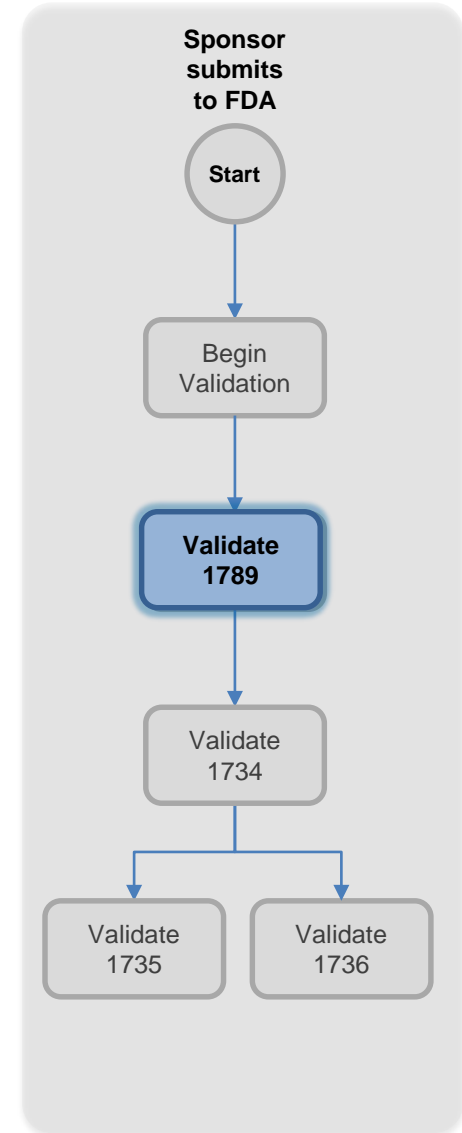 Sponsor
submits
to FDA
Start
Begin
Validation
Validate
1789
Validate
1734
Validate
1735
Validate
1736